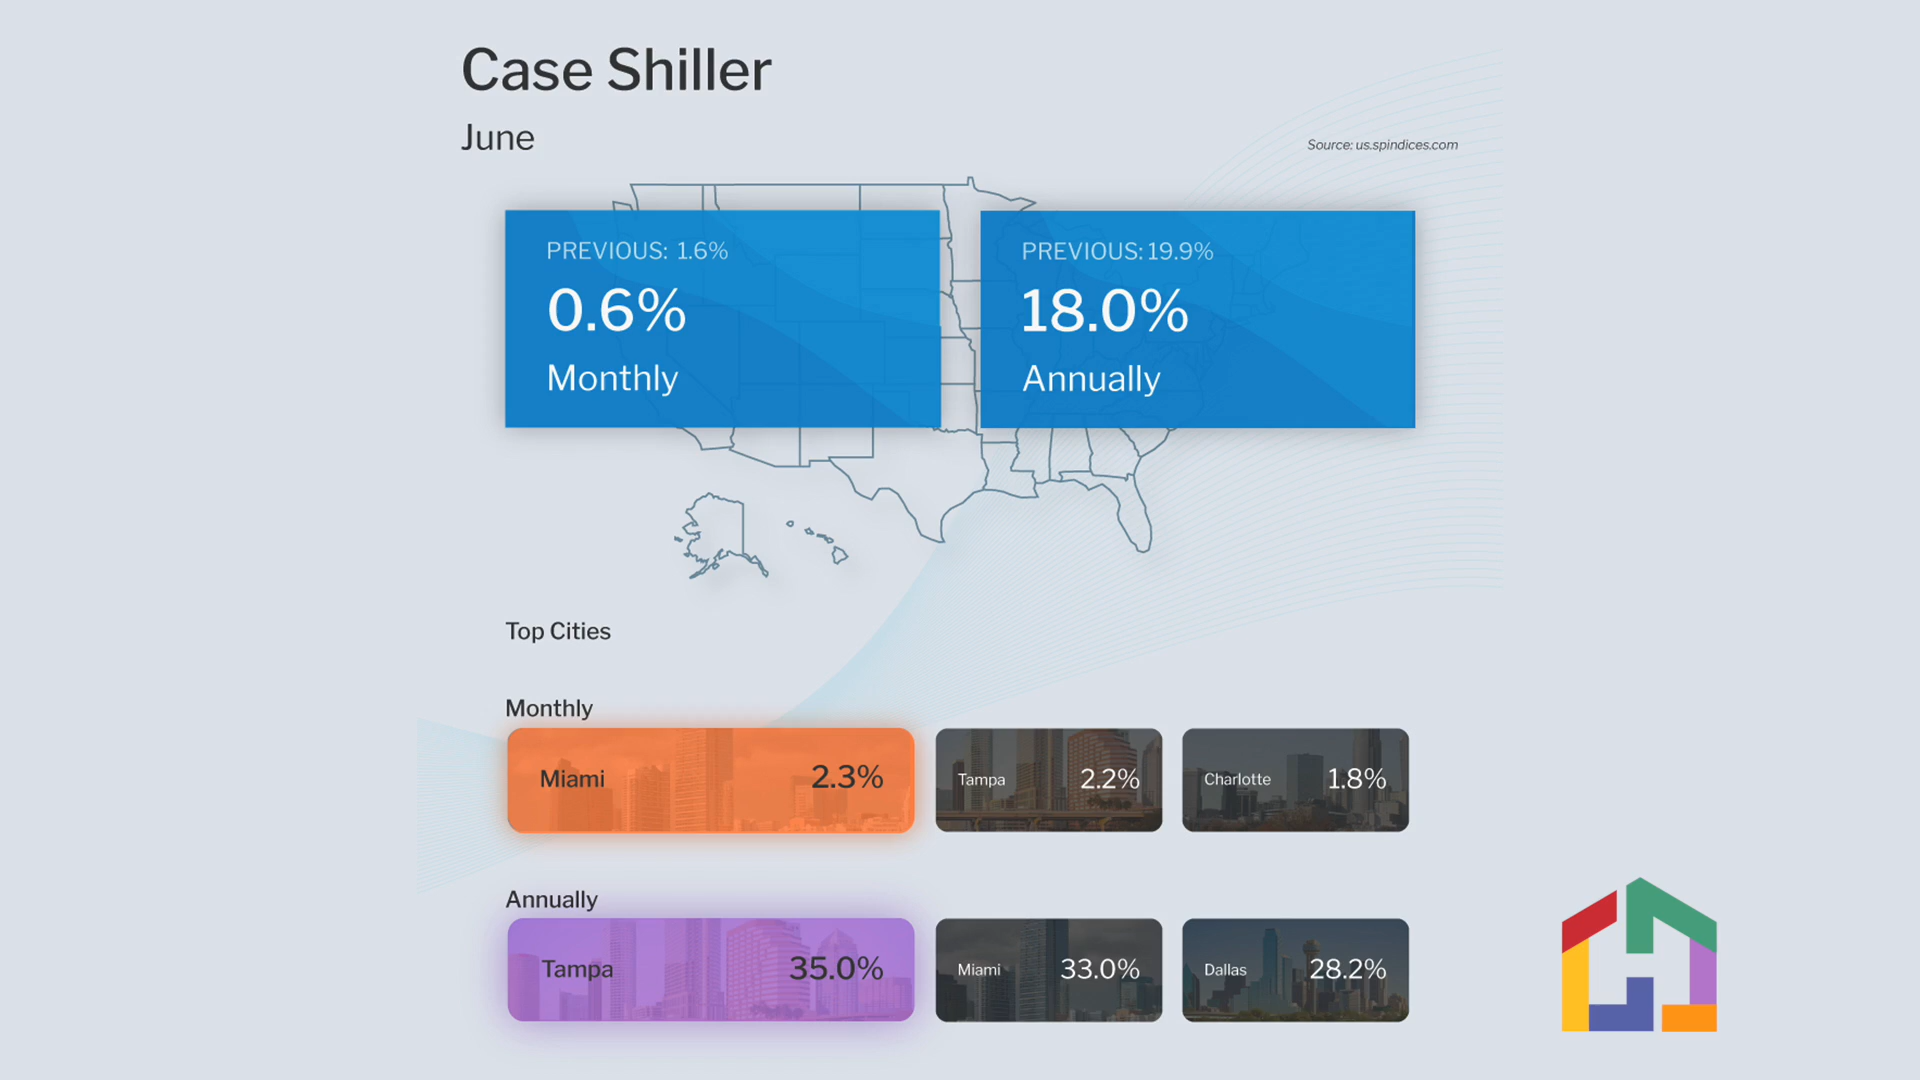 Case Shiller
June
Source: us.spindices.com
PREVIOUS: 1.6%
0.6%
Monthly
PREVIOUS: 19.9%
18.0%
Annually
Top Cities
Monthly
Miami 2.3%
Tampa 2.2%
Charlotte 1.8%
Annually
Tampa 35.0%
Miami 33.0%
Dallas 28.2%